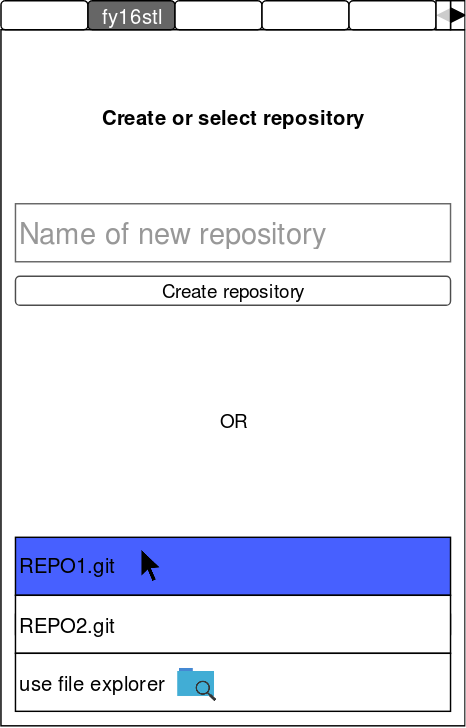 fy16stl
Create or select repository
Name of new repository
Create repository
OR
REPO1.git
REPO2.git
use file explorer